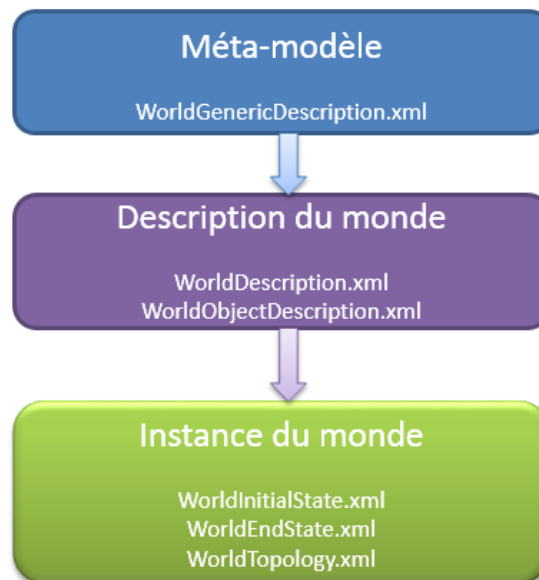 Méta-modèle
WorldGenericDescription.xml
Description du monde
WorldDescription.xml
WorldObjectDescription.xml
Instance du monde
WorldInitialState.xml
WorldEndState.xml
WorldTopology.xml